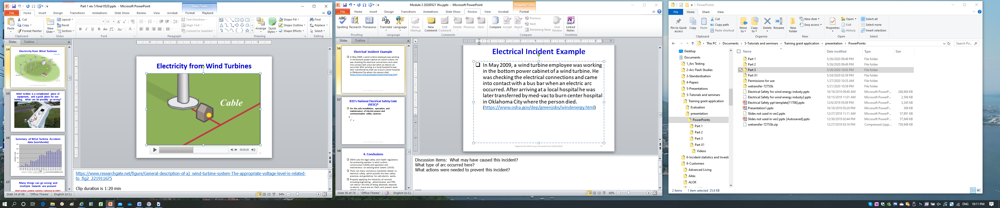 Part 1 rev 5 final 0520.pptx - Microsoft PowerPoint
Video Tools
File Home Insert Design Transitions Animations Slide Show Review View Acrobat Format Playback
Paste
Cut
Copy
Format Painter
Clipboard
New Slide
Layout
Reset
Section
Slides
Font
Text Direction
Align Text
Convert to SmartArt
Paragraph
Arrange
Quick Styles
Shape Fill
Shape Outline
Shape Effects
Drawing
Find
Replace
Select
Editing
Slides Outline
14
Electricity from Wind Turbines
15
Wind turbine is a complicated piece of
equipment, and a good place for sun
bathing. What can be possibly go wrong?
16
Summary of Wind Turbine Accident
data (worldwide)
17
Many things can go wrong and
multiple hazards are present
Electricity from Wind Turbines
Cable
00:39.26
https://www.researchgate.net/figure/General-description-of-a)_wind-turbine-system-The-appropriate-voltage-level-is-related-
to_fig2_221911675
Clip duration is 1:20 min
Slide 14 of 68 "Office Theme" English (U.S.) 54%
Module 3 20200521 Wu.pptx - Microsoft PowerPoint
Drawing Tools
File Home Insert Design Transitions Animations Slide Show Review View Acrobat Format
Spelling Research Thesaurus
Proofing
Translate Language
Language
Show Markup
New Comment
Edit Comment
Delete Previous Next
Comments
Compare Accept Reject
Previous
Next
Reviewing Pane
End Review
Compare
Linked Notes
OneNote
Slides Outline
56
Electrical Incident Example
In May 2009, a wind turbine employee was working
in the bottom power cabinet of a wind turbine. He
was checking the electrical connections and came
into contact with a bus bar when an electric arc
occurred. After arriving at a local hospital he was
later transferred by med-vac to burn center hospital
in Oklahoma City where the person died.
(https://www.osha.gov/dep/greenjobs/windenergy.html)
57
IEEE's National Electrical Safety Code
(NESC)®
For the safe installation, operation, and
maintenance of electric power and
communication utility systems:
58
4. Conclusions
OSHA sets the legal safety and health regulations
for protecting workers in wind turbine
construction (1926) and operation and
maintenance on existing wind towers (1910).
There are many consensus standards related to
electrical safety, which provide the best safety
practices and guidelines for safe electric works.
Properly applying the hierarchy of controls
including engineering, administrative and PPE,
can reduce the risks of being adversely exposed
to electric shock and arc flash, and prevent work-
Electrical Incident Example
In May 2009, a wind turbine employee was working
in the bottom power cabinet of a wind turbine. He
was checking the electrical connections and came
into contact with a bus bar when an electric arc
occurred. After arriving at a local hospital he was
later transferred by med-vac to burn center hospital
in Oklahoma City where the person died.
(https://www.osha.gov/dep/greenjobs/windenergy.html)
56
Discussion items: What may have caused this incident?
What type of arc occurred here?
What actions were needed to prevent this incident?
Slide 56 of 74 "Office Theme" English (U.S.) 60%
PowerPoints
File Home Share View
Pin to Quick access
Copy
Paste
Cut
Copy path
Paste shortcut
Clipboard
Move to
Copy to
Delete Rename
Organize
New folder
New item
Easy access
New
Properties
Open
Edit
History
Open
Select all
Select none
Invert selection
Select
This PC > Documents > 5-Tutorials and seminars > Training grant application > presentation > PowerPoints
Search Po...
Desktop
Documents
1_Arc Testing
2-Arc Flash Studies
3-Standardization
4-Papers
5-Presentations
5-Tutorials and seminars
Training grant application
Evaluation
presentation
PowerPoints
Part 1
Part 2
Part 3
Part X1
Videos
6-Incident statistics and Investi
8-Customers
Advanced Living
Aitex
ALOK
Name Date modified Type Size
Part 1 5/26/2020 09:49 PM File folder
Part 2 5/26/2020 09:49 PM File folder
Part 3 5/26/2020 10:03 PM File folder
Part X1 5/24/2020 02:39 PM File folder
Permissions for use 1/27/2020 10:35 AM File folder
wetransfer-72753b 5/21/2020 10:59 PM File folder
Electrical Safety for wind energy industy.pptx 10/18/2019 09:40 AM Microsoft PowerP... 248,904 KB
Electrical Safety for wind energy industy2.pptx 10/15/2019 11:01 AM Microsoft PowerP... 2,506 KB
Electrical Safety ppt template[11706].pptx 12/6/2019 05:09 PM Microsoft PowerP... 3,345 KB
Presentation1.pptx 10/18/2019 05:20 PM Microsoft PowerP... 369 KB
Slides not used in ver2.pptx 12/27/2019 11:11 AM Microsoft PowerP... 57,891 KB
Slides not used in ver2.pptx [Autosaved].pptx 12/30/2019 02:44 PM Microsoft PowerP... 57,849 KB
wetransfer-72753b.zip 12/27/2019 03:16 PM Compressed (zipp... 759,948 KB
2 items 1 item selected 25.6 KB
ENG 10:11 PM